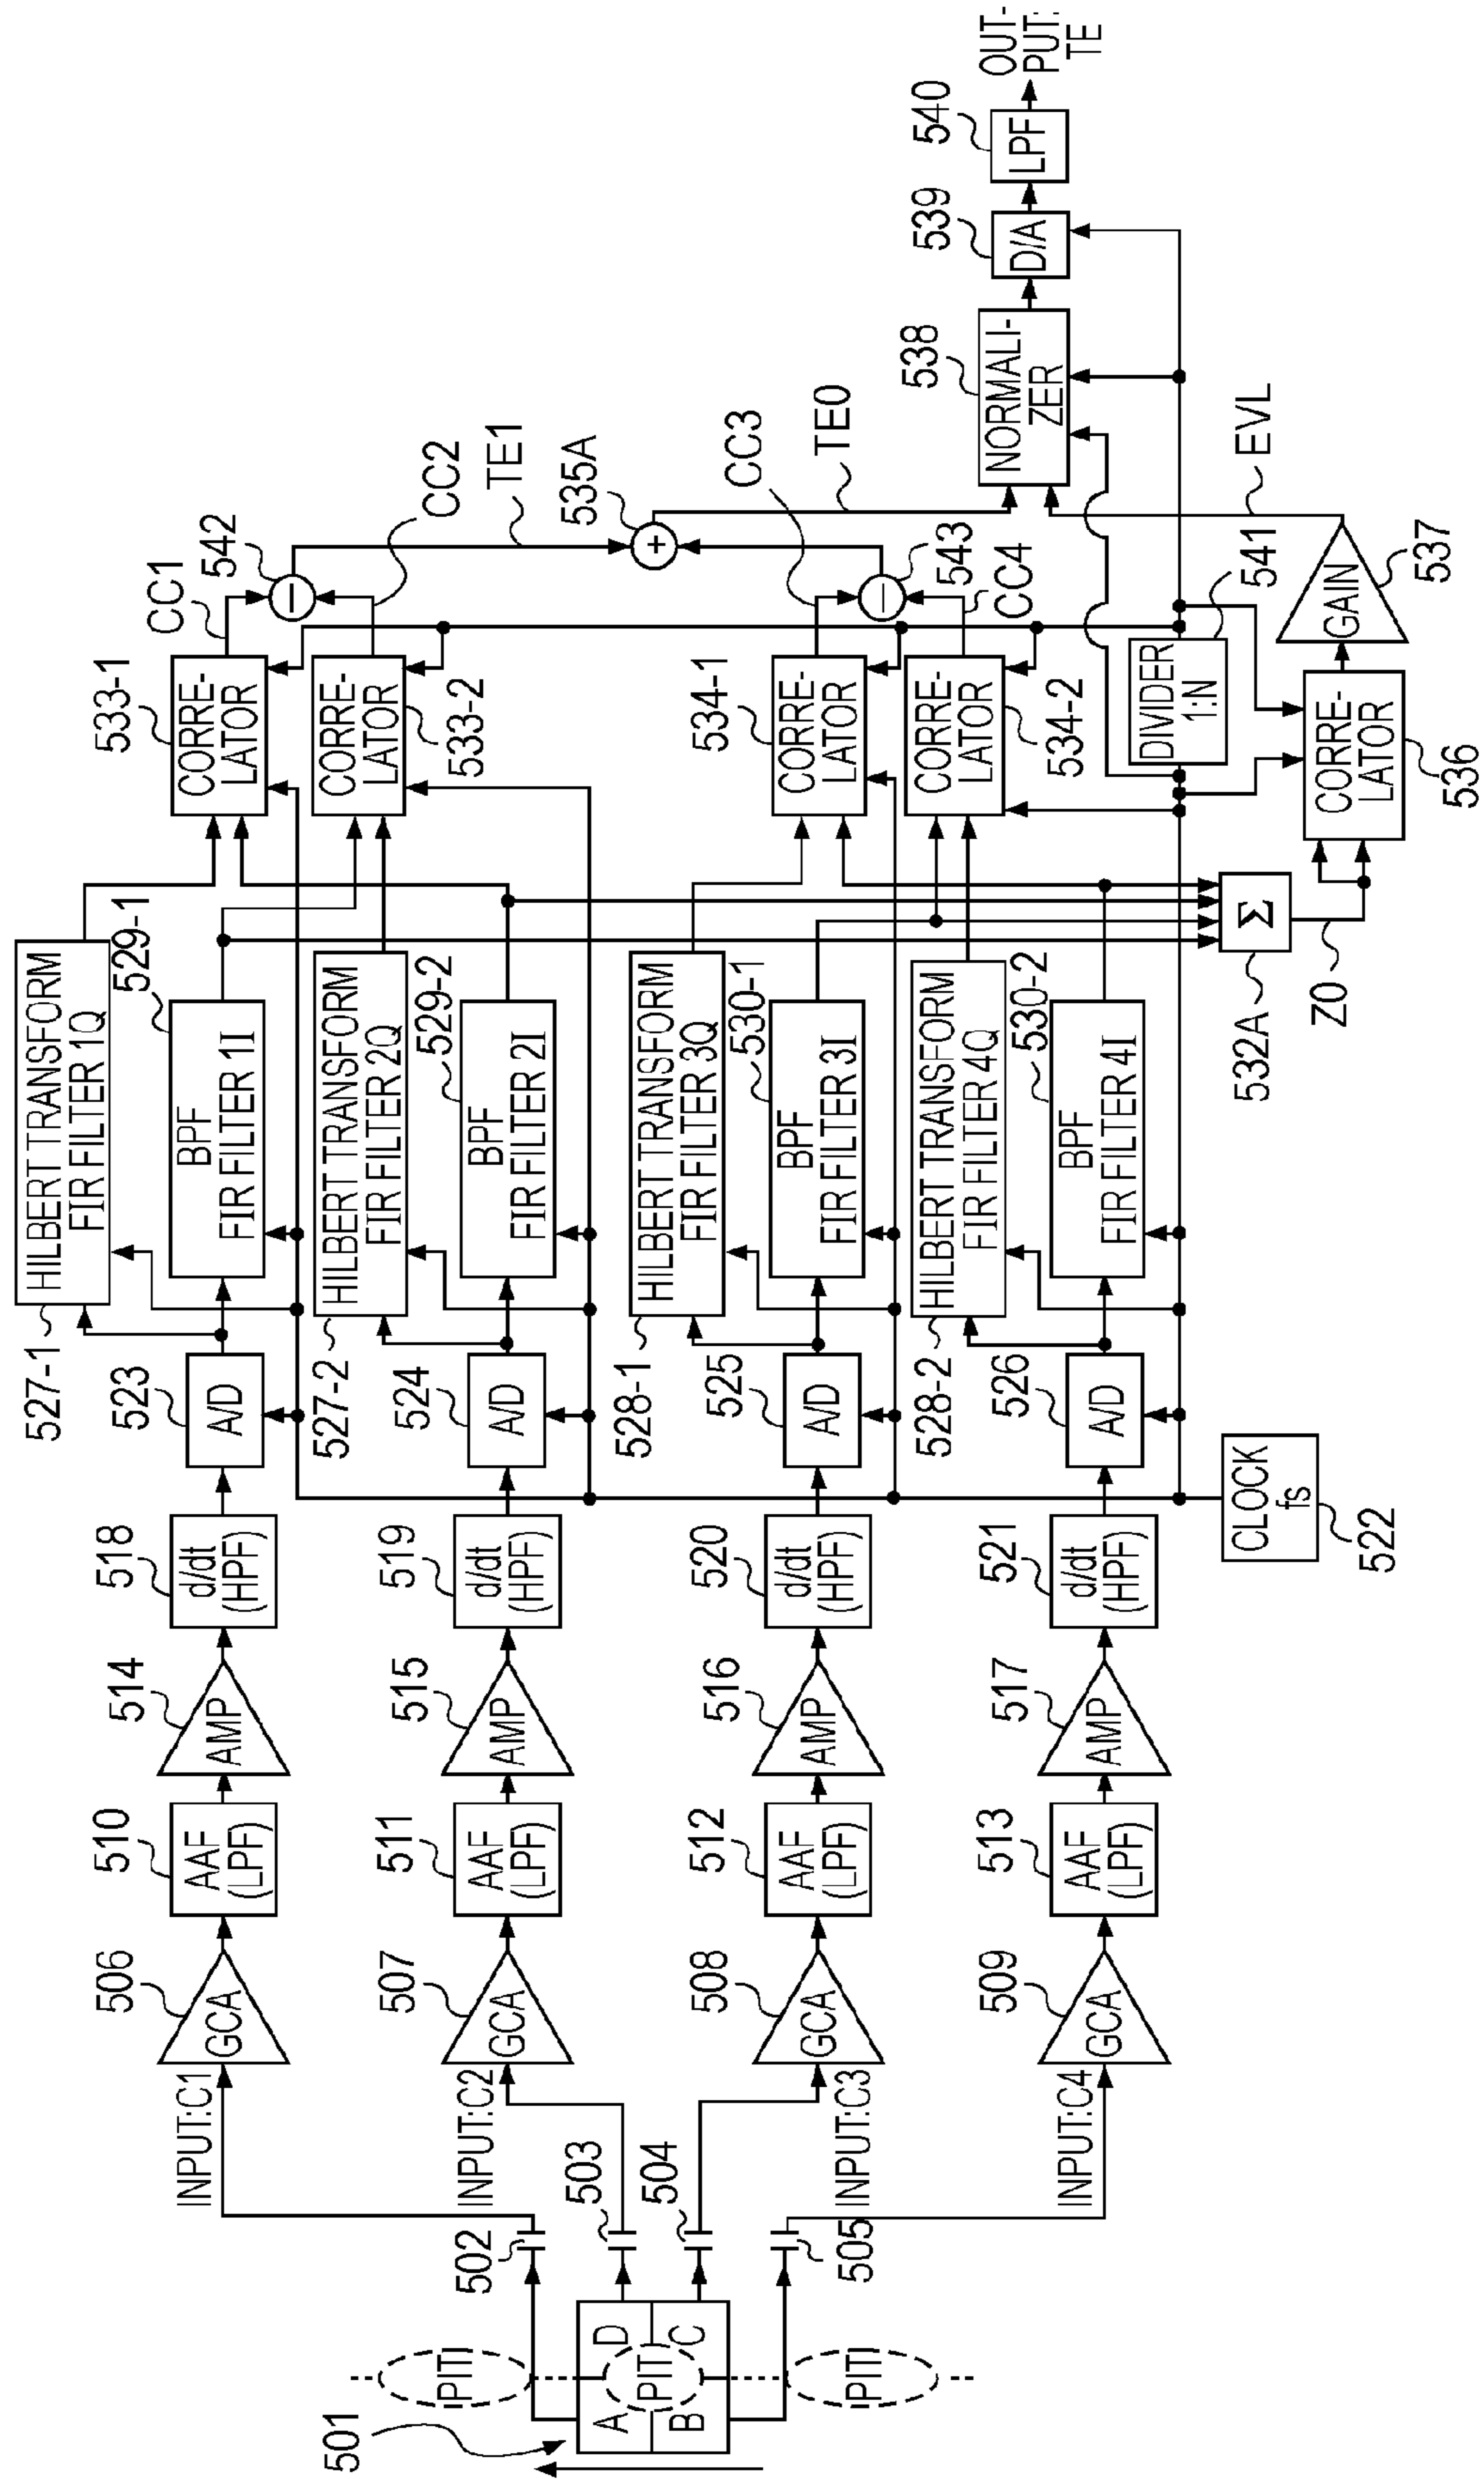 501
A
D
B
C
PIT
PIT
PIT
502
503
504
505
INPUT:C1
INPUT:C2
INPUT:C3
INPUT:C4
506
GCA
507
GCA
508
GCA
509
GCA
510
AAF
(LPF)
511
AAF
(LPF)
512
AAF
(LPF)
513
AAF
(LPF)
514
AMP
515
AMP
516
AMP
517
AMP
518
d/dt
(HPF)
519
d/dt
(HPF)
520
d/dt
(HPF)
521
d/dt
(HPF)
CLOCK
fs
522
523
A/D
524
A/D
525
A/D
526
A/D
527-1
HILBERT TRANSFORM
FIR FILTER 1Q
529-1
BPF
FIR FILTER 1I
527-2
HILBERT TRANSFORM
FIR FILTER 2Q
529-2
BPF
FIR FILTER 2I
528-1
HILBERT TRANSFORM
FIR FILTER 3Q
530-1
BPF
FIR FILTER 3I
528-2
HILBERT TRANSFORM
FIR FILTER 4Q
530-2
BPF
FIR FILTER 4I
Σ
532A
Z0
533-1
CORRE-
LATOR
CORRE-
LATOR
533-2
534-1
CORRE-
LATOR
CORRE-
LATOR
534-2
DIVIDER
1:N
541
CORRE-
LATOR
536
GAIN
537
EVL
CC1
542
−
CC2
TE1
535A
+
CC3
TE0
−
543
CC4
538
NORMALI-
ZER
539
D/A
540
LPF
OUT-
PUT:
TE